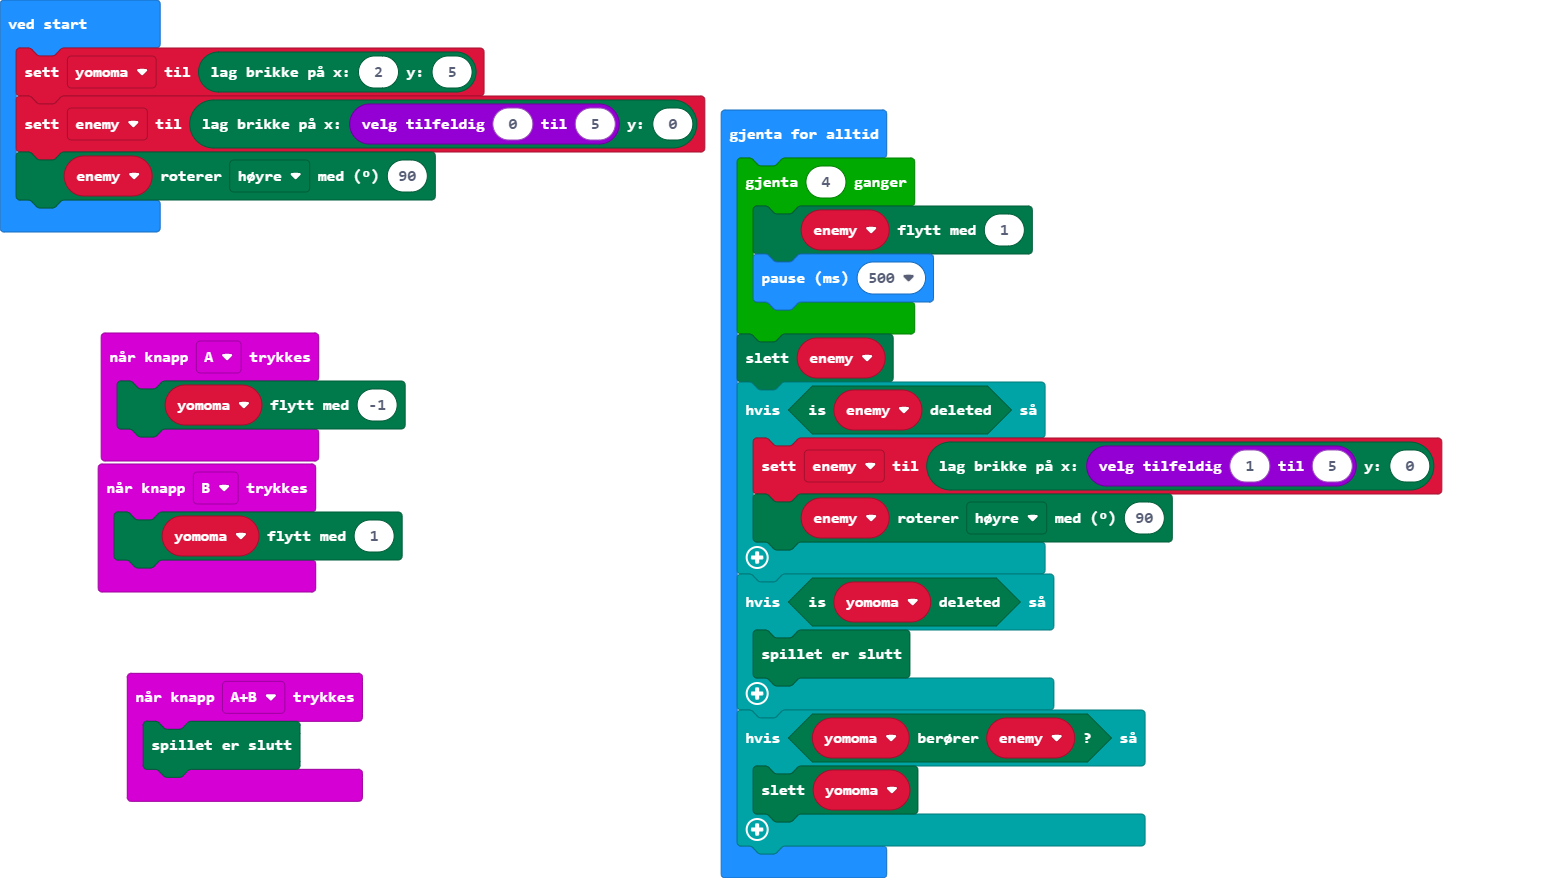 ved start
sett yomoma til lag brikke på x: 2 y: 5
sett enemy til lag brikke på x: velg tilfeldig 0 til 5 y: 0
enemy roterer høyre med (º) 90
når knapp A trykkes
yomoma flytt med -1
når knapp B trykkes
yomoma flytt med 1
når knapp A+B trykkes
spillet er slutt
gjenta for alltid
gjenta 4 ganger
enemy flytt med 1
pause (ms) 500
slett enemy
hvis is enemy deleted så
sett enemy til lag brikke på x: velg tilfeldig 1 til 5 y: 0
enemy roterer høyre med (º) 90
hvis is yomoma deleted så
spillet er slutt
hvis yomoma berører enemy ? så
slett yomoma